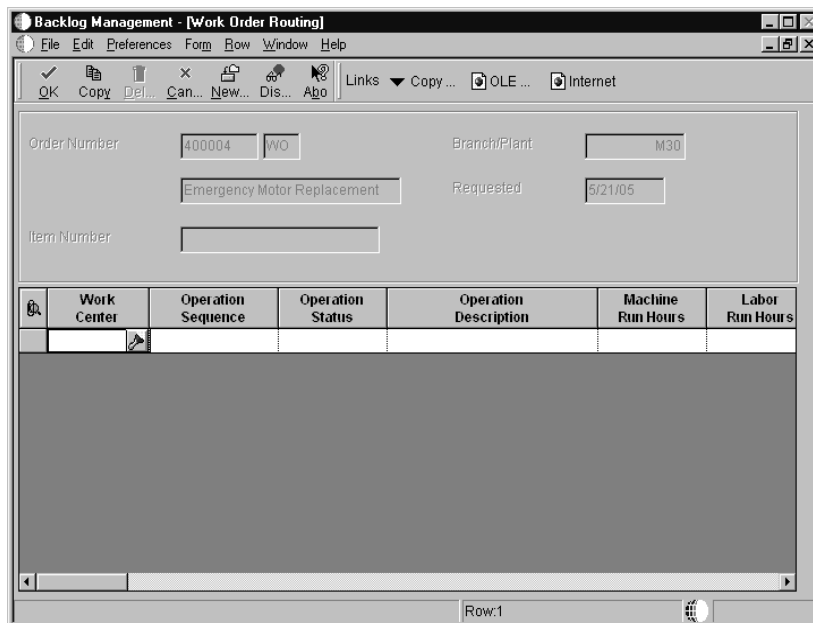 Backlog Management - [Work Order Routing]
File Edit Preferences Form Row Window Help
OK Copy Del... Can... New... Dis... Abo Links Copy ... OLE ... Internet
Order Number 400004 WO Branch/Plant M30
Emergency Motor Replacement Requested 5/21/05
Item Number
Work Center Operation Sequence Operation Status Operation Description Machine Run Hours Labor Run Hours
Row:1